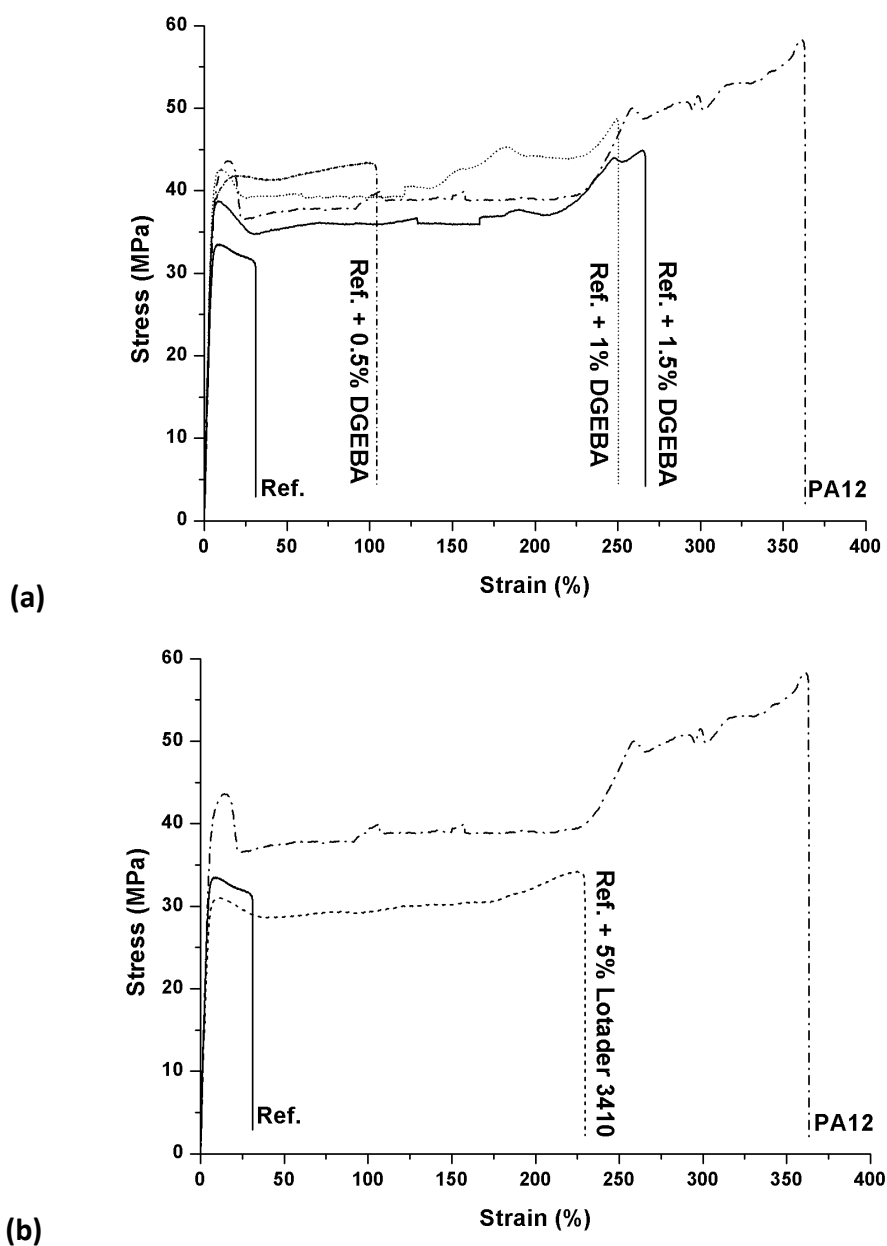 60
50
40
30
20
10
0
Stress (MPa)
Ref.
Ref. + 0.5% DGEBA
Ref. + 1% DGEBA
Ref. + 1.5% DGEBA
PA12
0 50 100 150 200 250 300 350 400
Strain (%)
(a)
60
50
40
30
20
10
0
Stress (MPa)
Ref.
Ref. + 5% Lotader 3410
PA12
0 50 100 150 200 250 300 350 400
Strain (%)
(b)